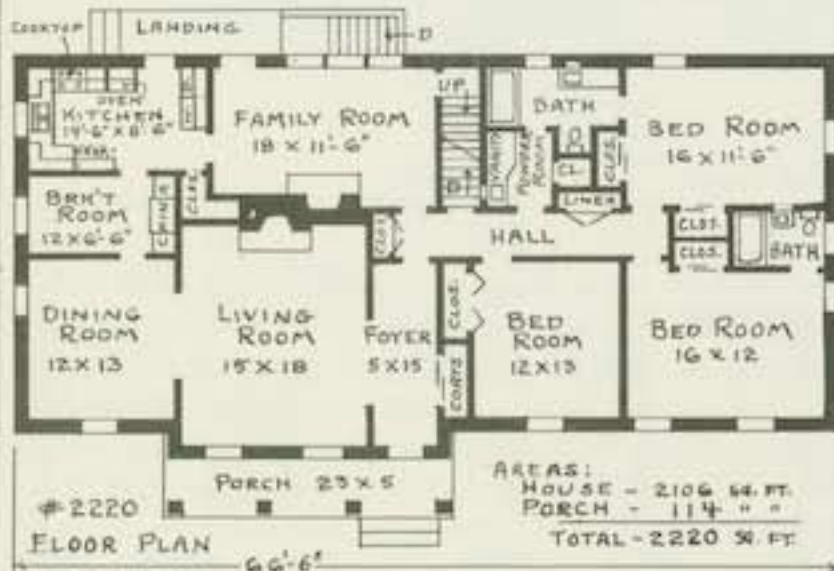 COOKTOP
LANDING
D
OVEN
KITCHEN
14'-6" X 8'-6"
FAMILY ROOM
18 X 11'-6"
UP
BATH
BED ROOM
16 X 11'-6"
VANITY
POWDER ROOM
CL.
CLOS.
LINEN
BRK'T
ROOM
12 X 6'-6"
CHINA
CLOS.
D
CLOS.
HALL
CLOS.
CLOS.
BATH
DINING
ROOM
12 X 13
LIVING
ROOM
15 X 18
FOYER
5 X 15
CLOS.
COATS
BED
ROOM
12 X 13
BED ROOM
16 X 12
PORCH 23 X 5
AREAS:
HOUSE - 2106 SQ. FT.
PORCH - 114 " "
TOTAL - 2220 SQ. FT.
#2220
FLOOR PLAN
66'-6"